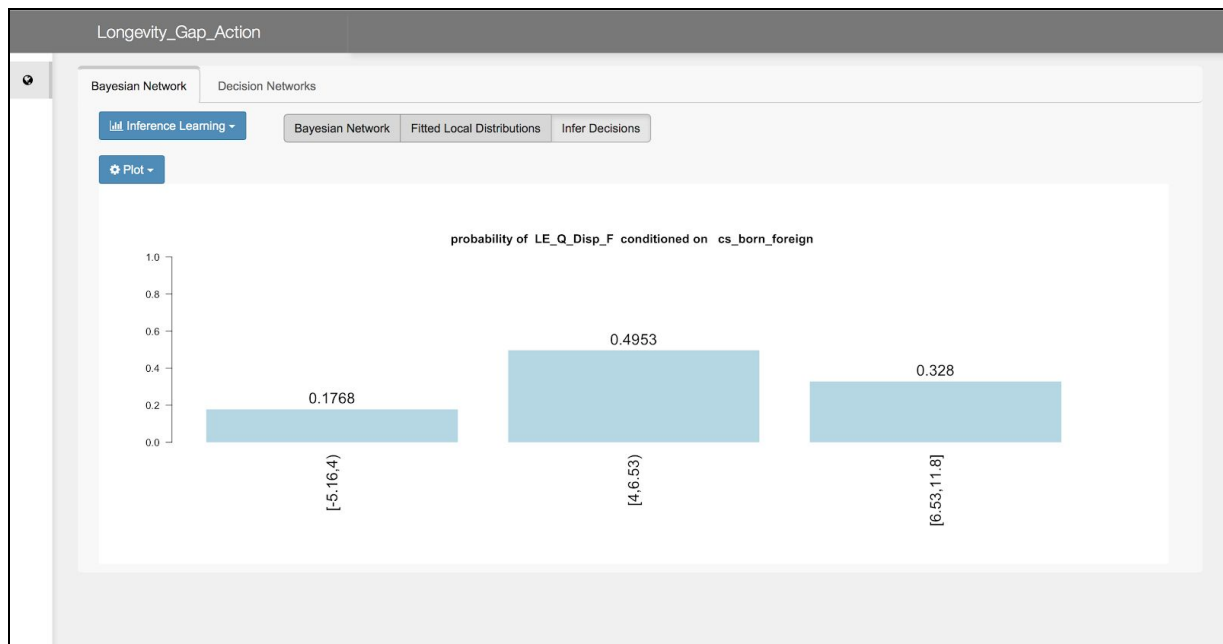 Longevity_Gap_Action
Bayesian Network Decision Networks
Inference Learning Bayesian Network Fitted Local Distributions Infer Decisions
Plot
probability of LE_Q_Disp_F conditioned on cs_born_foreign
1.0
0.8
0.6
0.4
0.2
0.0
0.1768
0.4953
0.328
[-5.16,4)
[4,6.53)
[6.53,11.8]